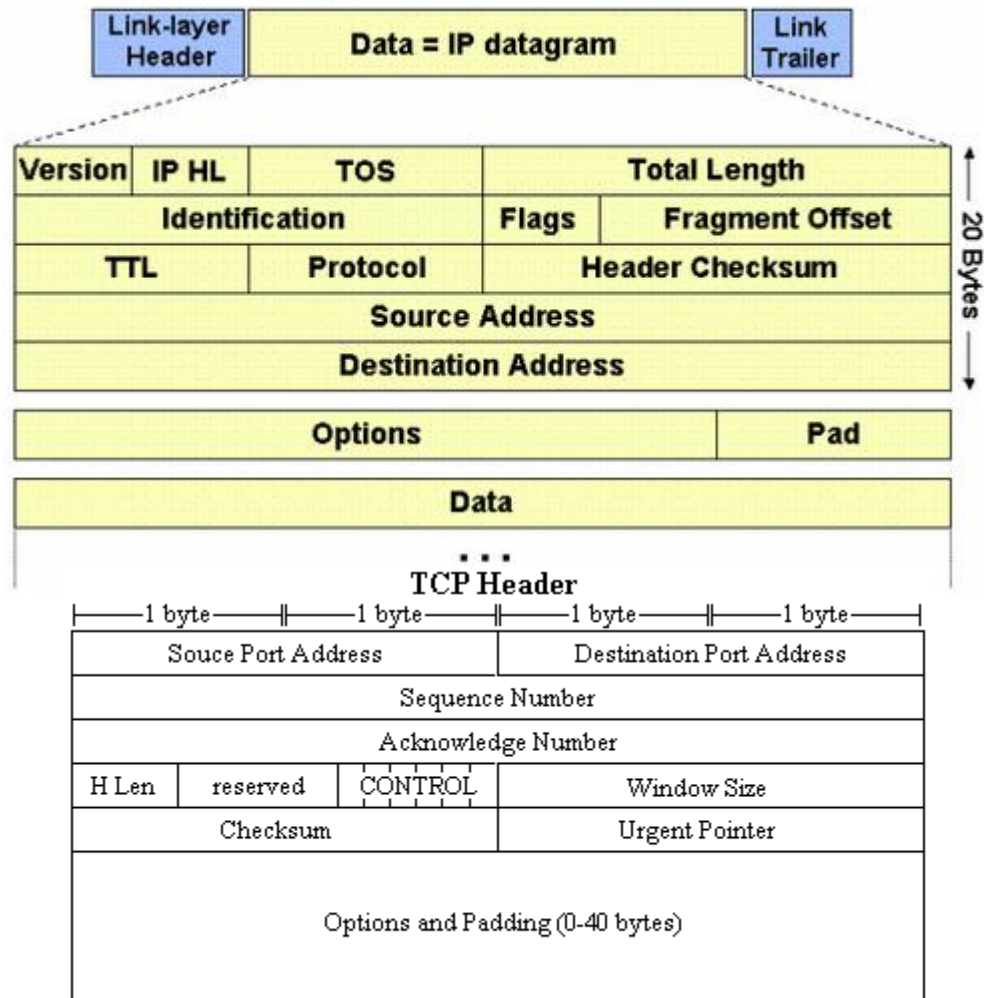 Link-layer Header
Data = IP datagram
Link Trailer
Version IP HL TOS Total Length
Identification Flags Fragment Offset
TTL Protocol Header Checksum
Source Address
Destination Address
20 Bytes
Options Pad
Data
...
TCP Header
1 byte 1 byte 1 byte 1 byte
Souce Port Address Destination Port Address
Sequence Number
Acknowledge Number
H Len reserved CONTROL Window Size
Checksum Urgent Pointer
Options and Padding (0-40 bytes)